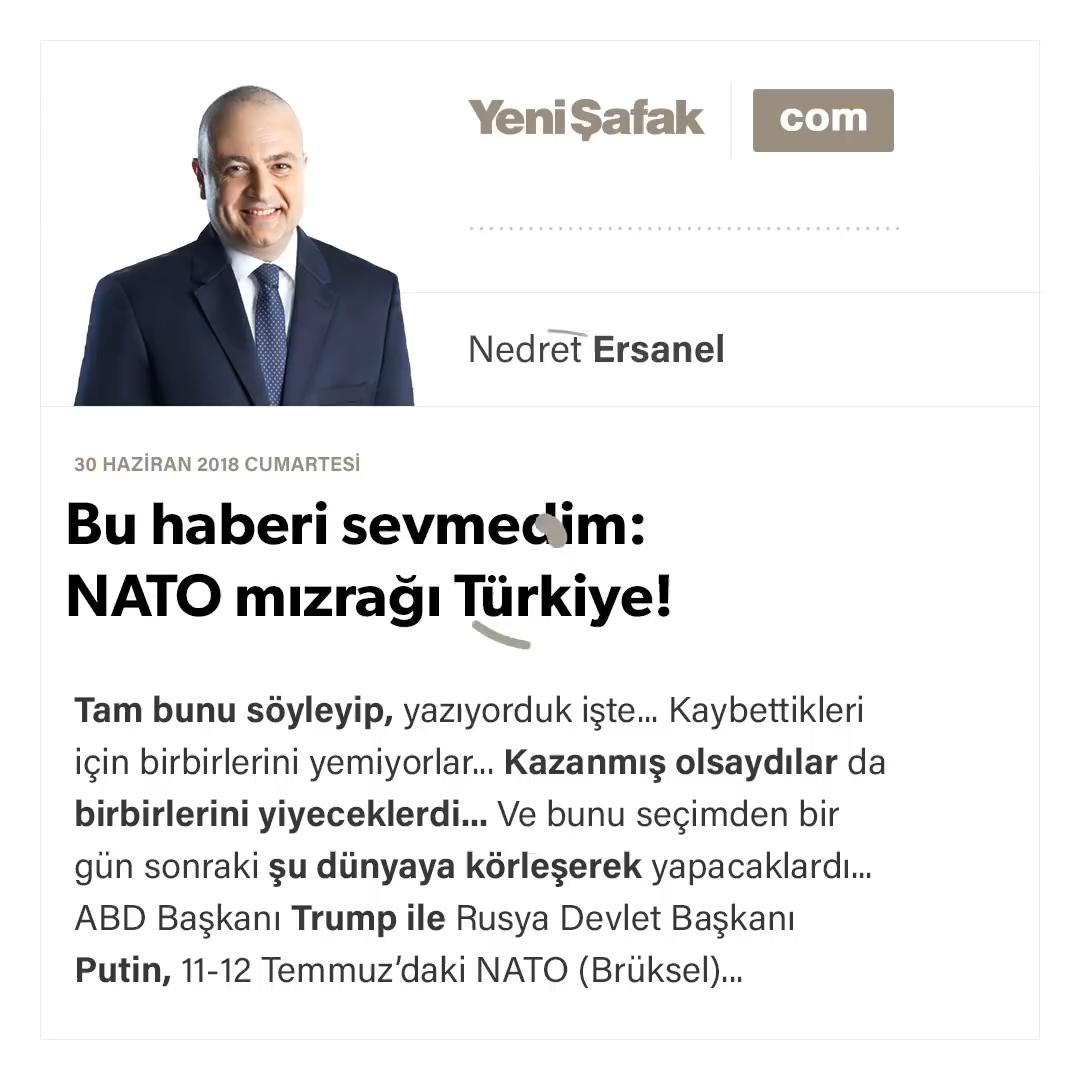 YeniŞafak com
Nedret Ersanel
30 HAZİRAN 2018 CUMARTESİ
Bu haberi sevmedim:
NATO mızrağı Türkiye!
Tam bunu söyleyip, yazıyorduk işte... Kaybettikleri
için birbirlerini yemiyorlar... Kazanmış olsaydılar da
birbirlerini yiyeceklerdi... Ve bunu seçimden bir
gün sonraki şu dünyaya körleşerek yapacaklardı...
ABD Başkanı Trump ile Rusya Devlet Başkanı
Putin, 11-12 Temmuz’daki NATO (Brüksel)...